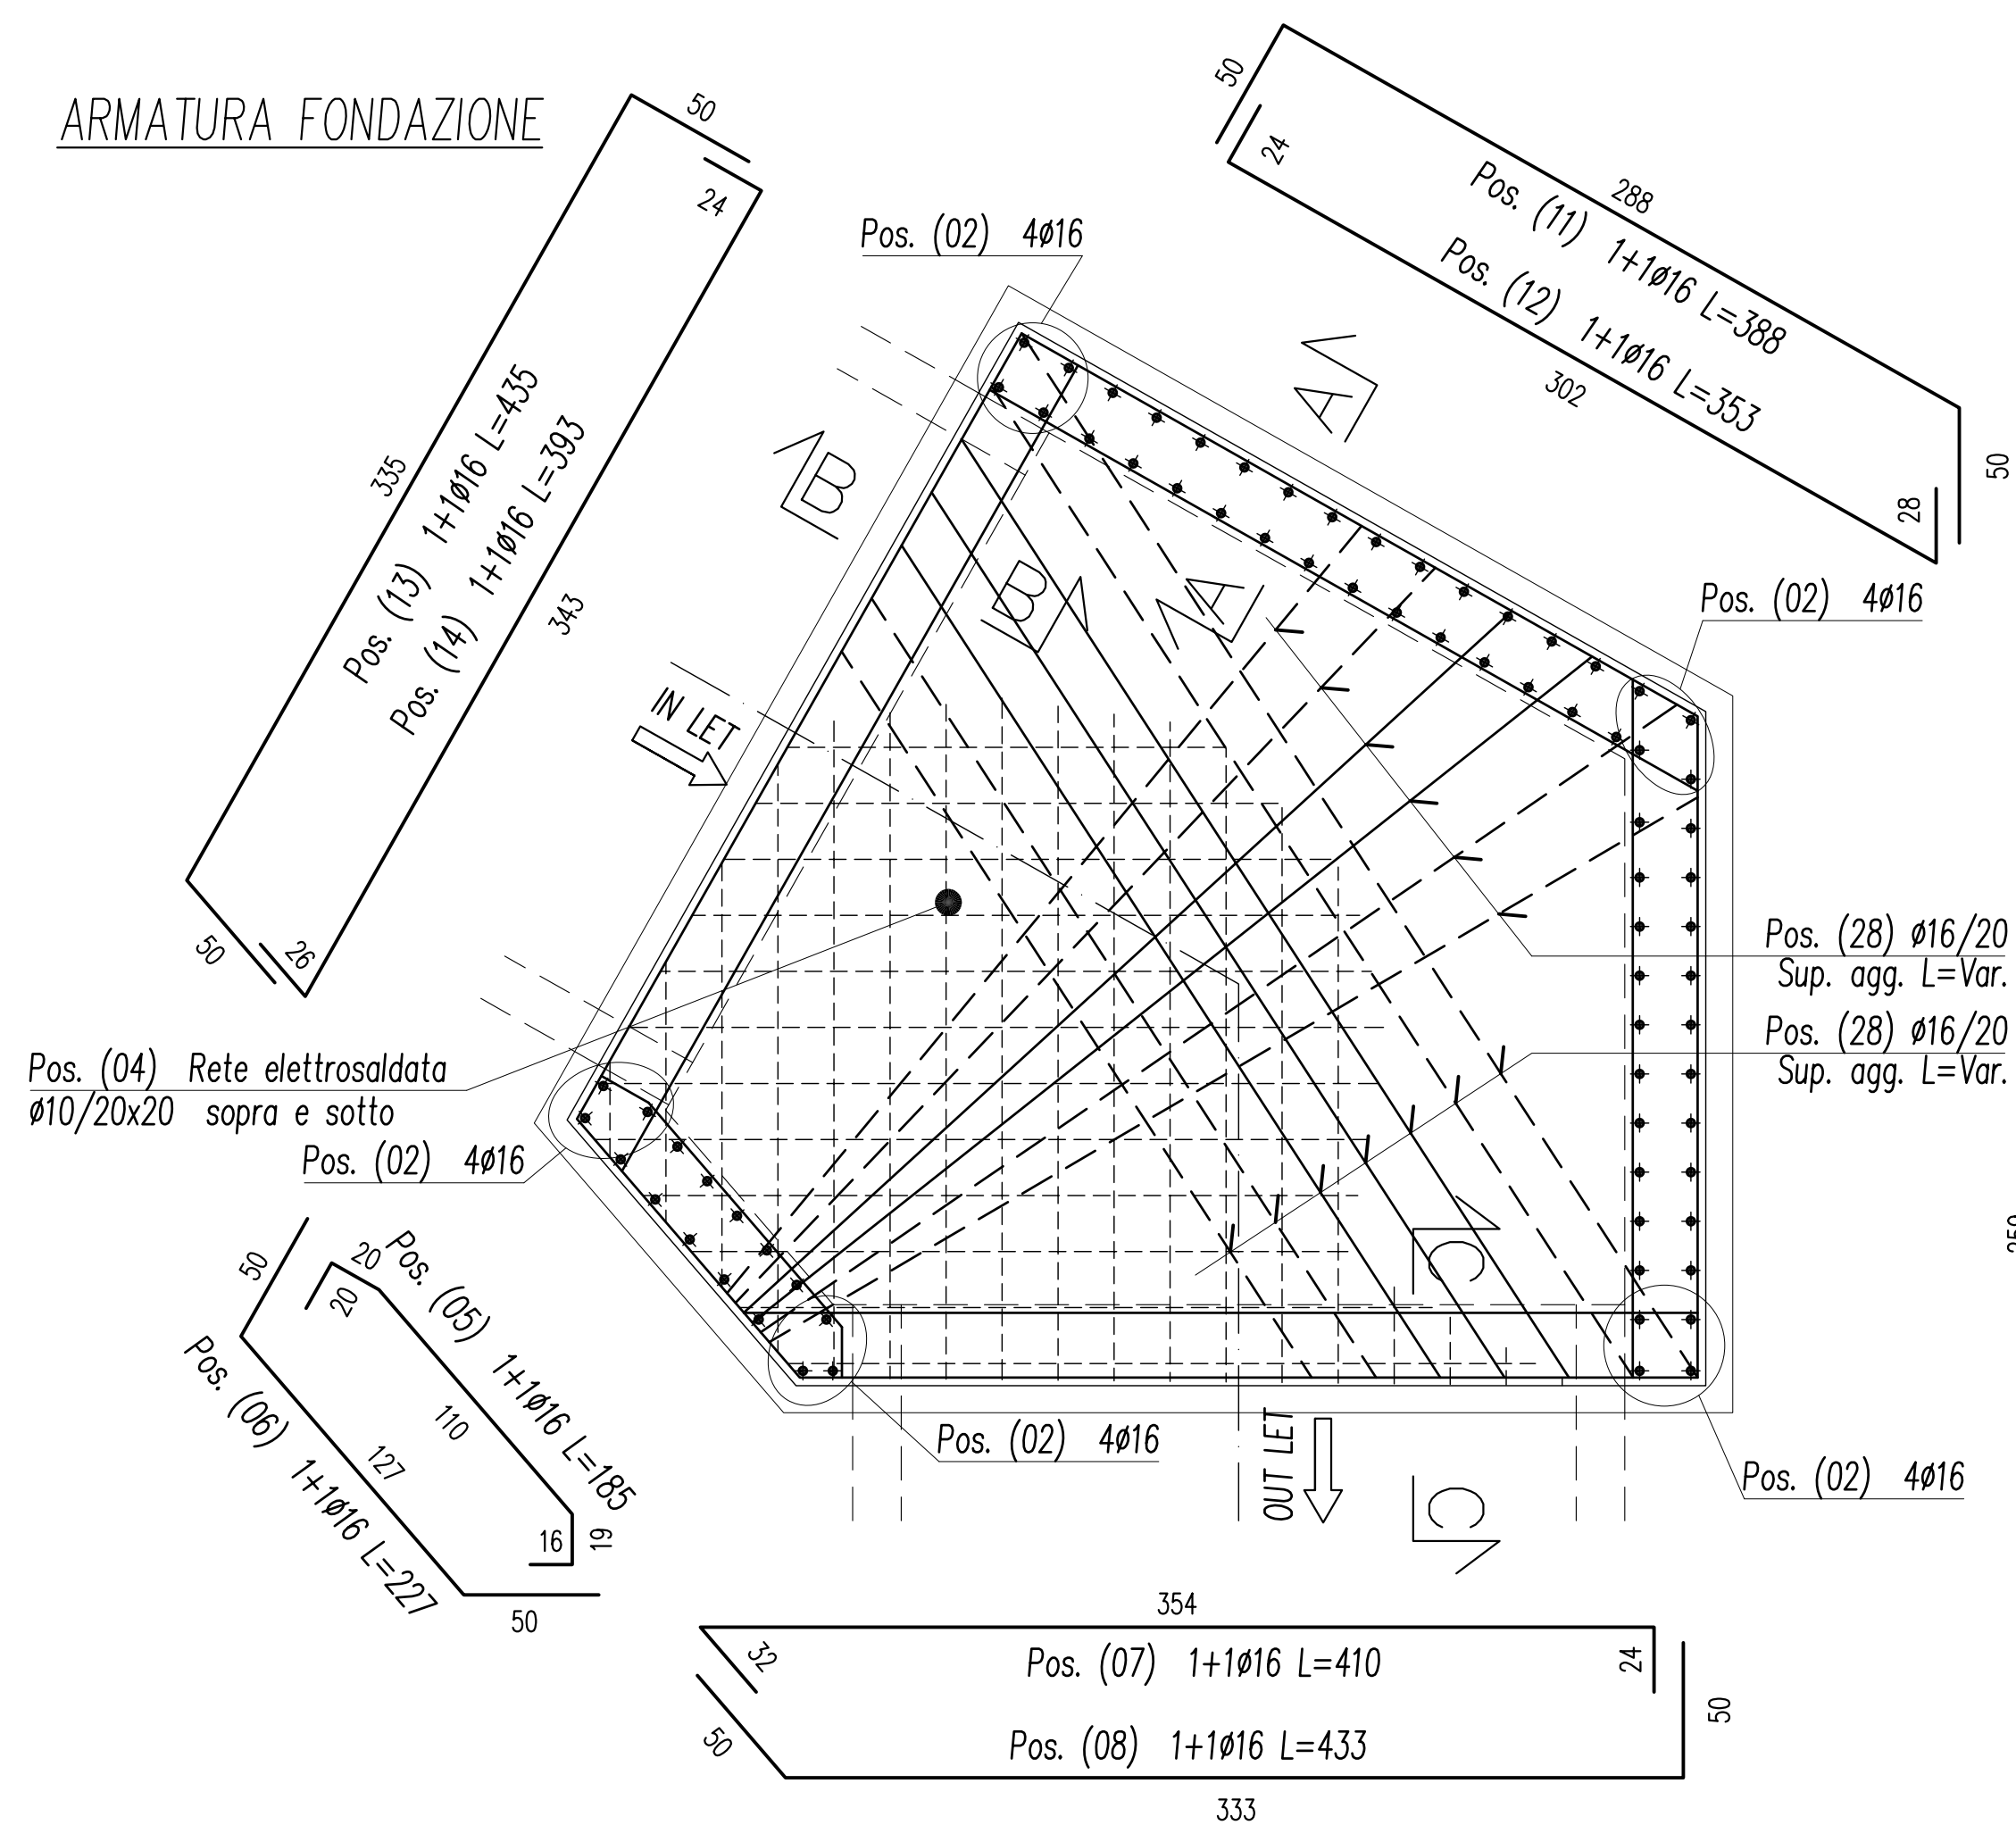 ARMATURA FONDAZIONE
50
24
335
Pos. (13) 1+1ø16 L=435
Pos. (14) 1+1ø16 L=393
343
50
26
50
24
288
Pos. (11) 1+1ø16 L=388
Pos. (12) 1+1ø16 L=353
302
50
28
Pos. (02) 4ø16
A
B
B
A
Pos. (02) 4ø16
IN LET
Pos. (28) ø16/20
Sup. agg. L=Var.
Pos. (28) ø16/20
Sup. agg. L=Var.
Pos. (04) Rete elettrosaldata
ø10/20x20 sopra e sotto
Pos. (02) 4ø16
C
50
20
20
Pos. (05) 1+1ø16 L=185
110
127
Pos. (06) 1+1ø16 L=227
16
19
50
Pos. (02) 4ø16
OUT LET
C
Pos. (02) 4ø16
354
32
Pos. (07) 1+1ø16 L=410
24
50
Pos. (08) 1+1ø16 L=433
50
333